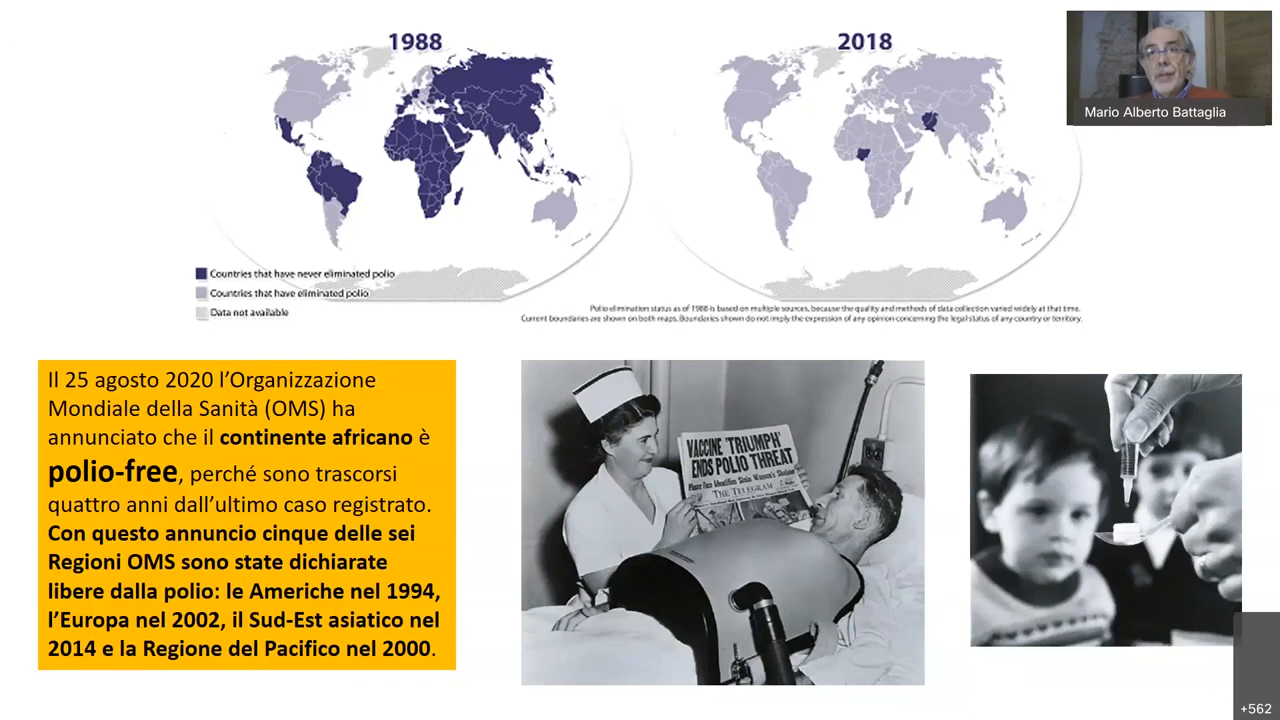 1988
2018
Mario Alberto Battaglia
Countries that have never eliminated polio
Countries that have eliminated polio
Data not available
Polio elimination status as of 1988 is based on multiple sources, because the quality and methods of data collection varied widely at that time.
Current boundaries are shown on both maps. Boundaries shown do not imply the expression of any opinion concerning the legal status of any country or territory.
Il 25 agosto 2020 l’Organizzazione
Mondiale della Sanità (OMS) ha
annunciato che il continente africano è
polio-free, perché sono trascorsi
quattro anni dall’ultimo caso registrato.
Con questo annuncio cinque delle sei
Regioni OMS sono state dichiarate
libere dalla polio: le Americhe nel 1994,
l’Europa nel 2002, il Sud-Est asiatico nel
2014 e la Regione del Pacifico nel 2000.
VACCINE 'TRIUMPH'
ENDS POLIO THREAT
THE TELEGRAM
+562